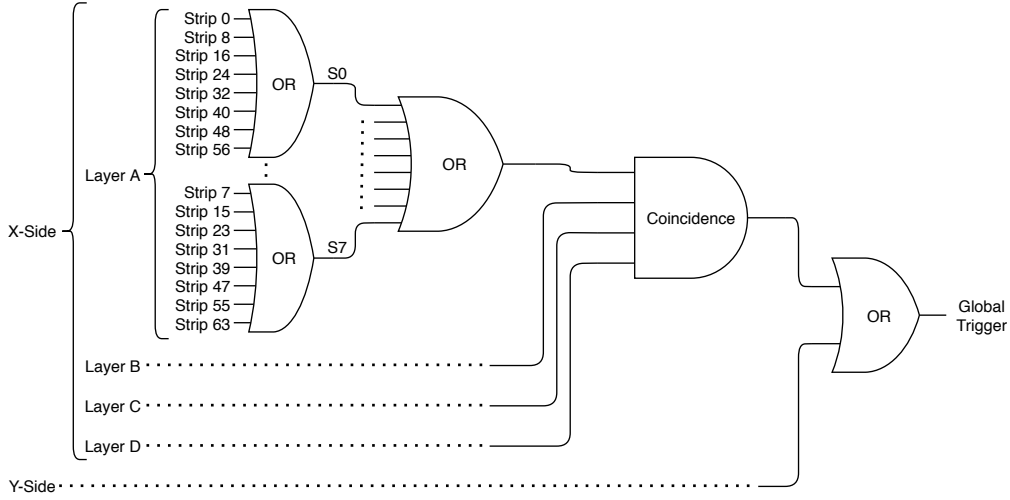 Strip 0
Strip 8
Strip 16
Strip 24
Strip 32
Strip 40
Strip 48
Strip 56
OR
S0
Layer A
Strip 7
Strip 15
Strip 23
Strip 31
Strip 39
Strip 47
Strip 55
Strip 63
OR
S7
OR
X-Side
Coincidence
OR
Global
Trigger
Layer B
Layer C
Layer D
Y-Side